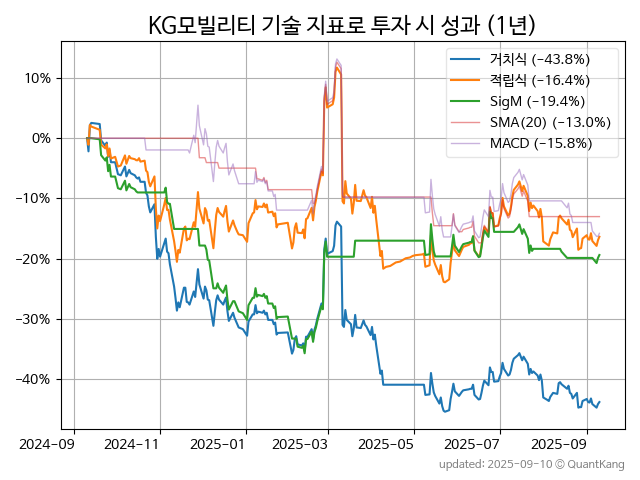 KG모빌리티 기술 지표로 투자 시 성과 (1년)
거치식 (−43.8%)
적립식 (−16.4%)
SigM (−19.4%)
SMA(20) (−13.0%)
MACD (−15.8%)
10%
0%
−10%
−20%
−30%
−40%
2024-09 2024-11 2025-01 2025-03 2025-05 2025-07 2025-09
updated: 2025-09-10 © QuantKang